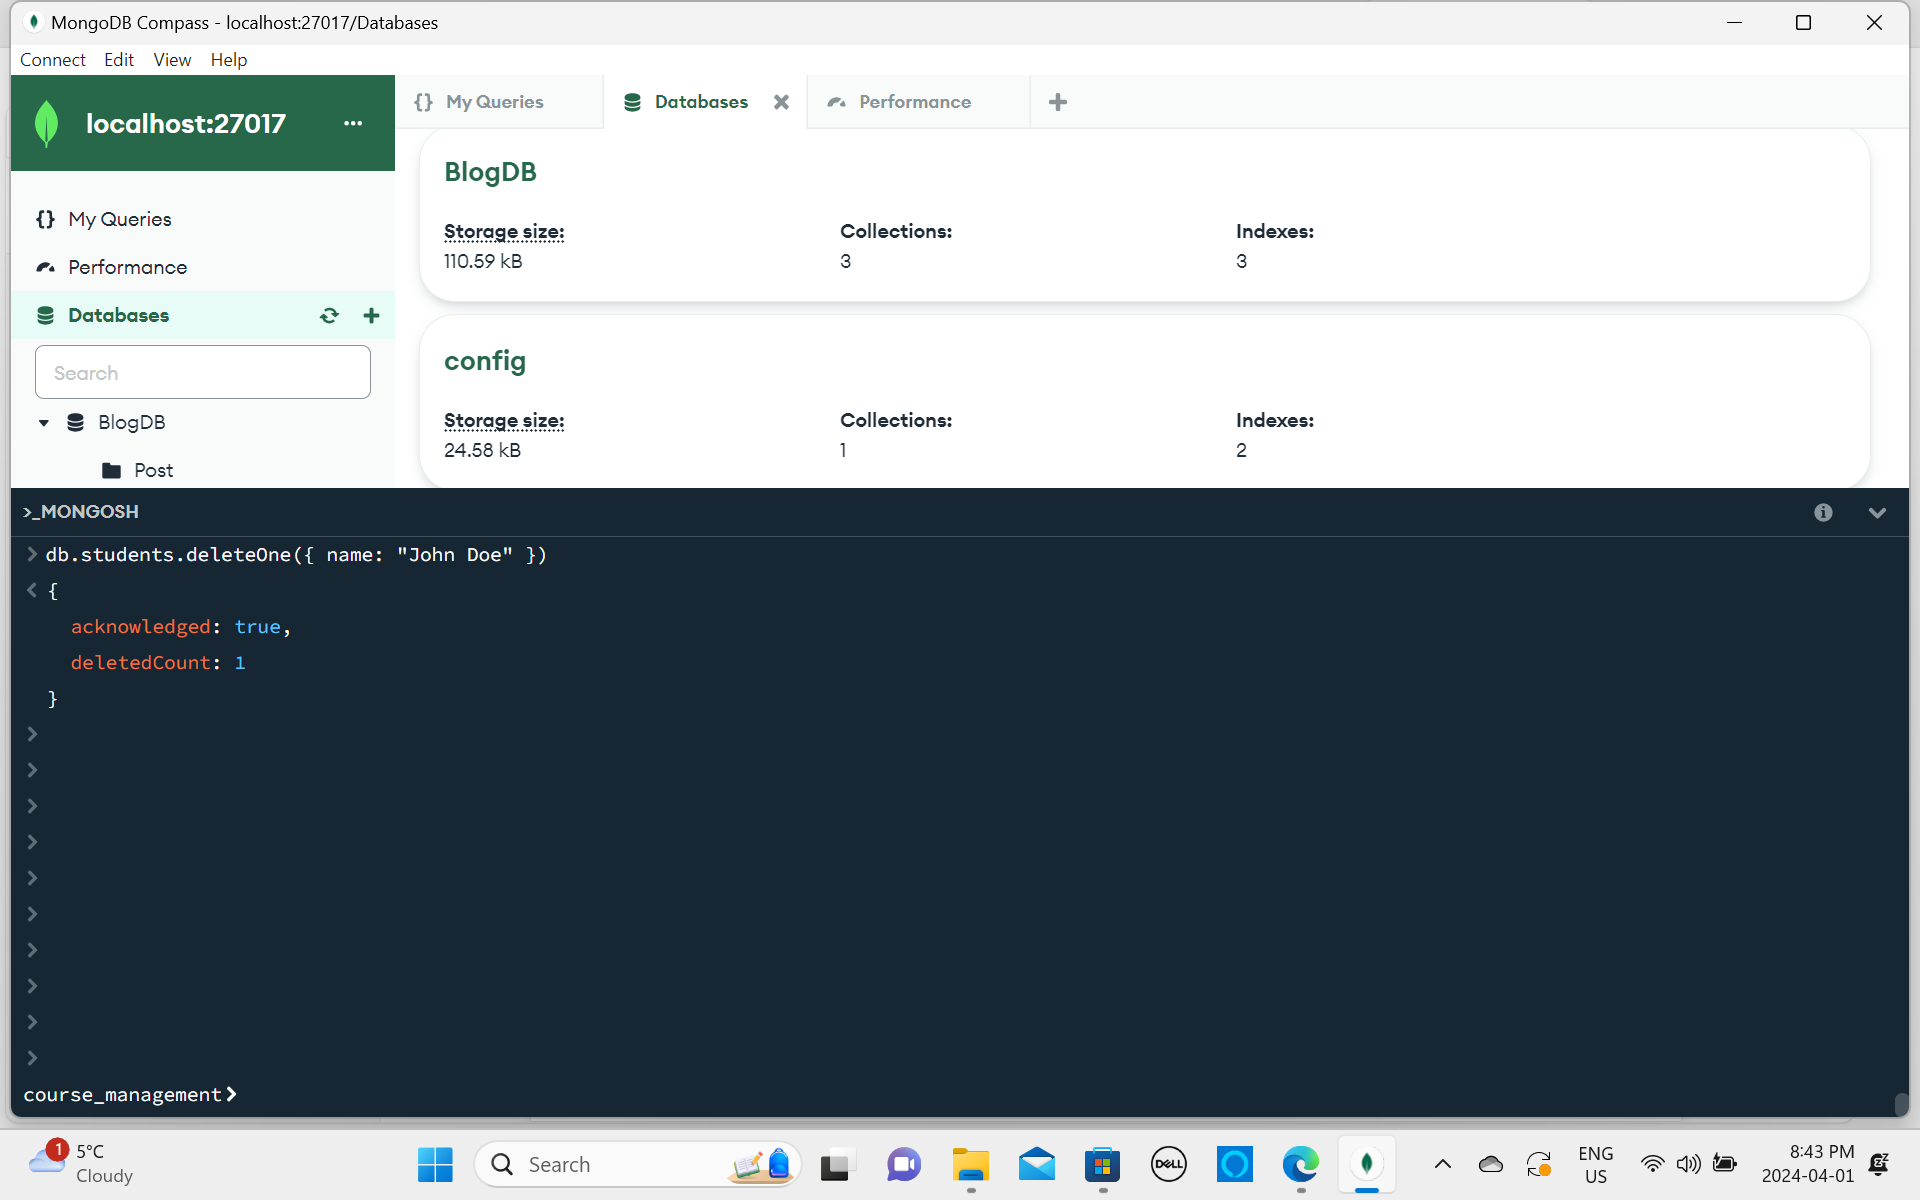 MongoDB Compass - localhost:27017/Databases
Connect Edit View Help
localhost:27017 ...
{} My Queries
Databases
Performance
My Queries
Performance
Databases
Search
BlogDB
Post
BlogDB
Storage size: Collections: Indexes:
110.59 kB 3 3
config
Storage size: Collections: Indexes:
24.58 kB 1 2
>_MONGOSH
> db.students.deleteOne({ name: "John Doe" })
< {
acknowledged: true,
deletedCount: 1
}
>
>
>
>
>
>
>
>
>
>
course_management>
1
5°C
Cloudy
Search
DELL
ENG
US
8:43 PM
2024-04-01